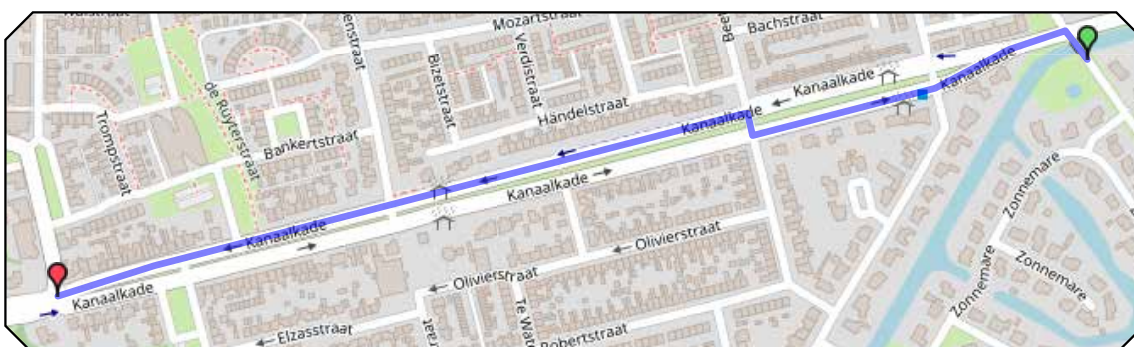 Mozartstraat
Bachstraat
Verdistraat
Bizetstraat
de Ruyterstraat
Händelstraat
Kanaalkade
Kanaalkade
Kanaalkade
Trompstraat
Bankertstraat
Kanaalkade
Kanaalkade
Kanaalkade
Olivierstraat
Olivierstraat
Elzasstraat
Robertstraat
Zonnemare
Zonnemare
Zonnemare